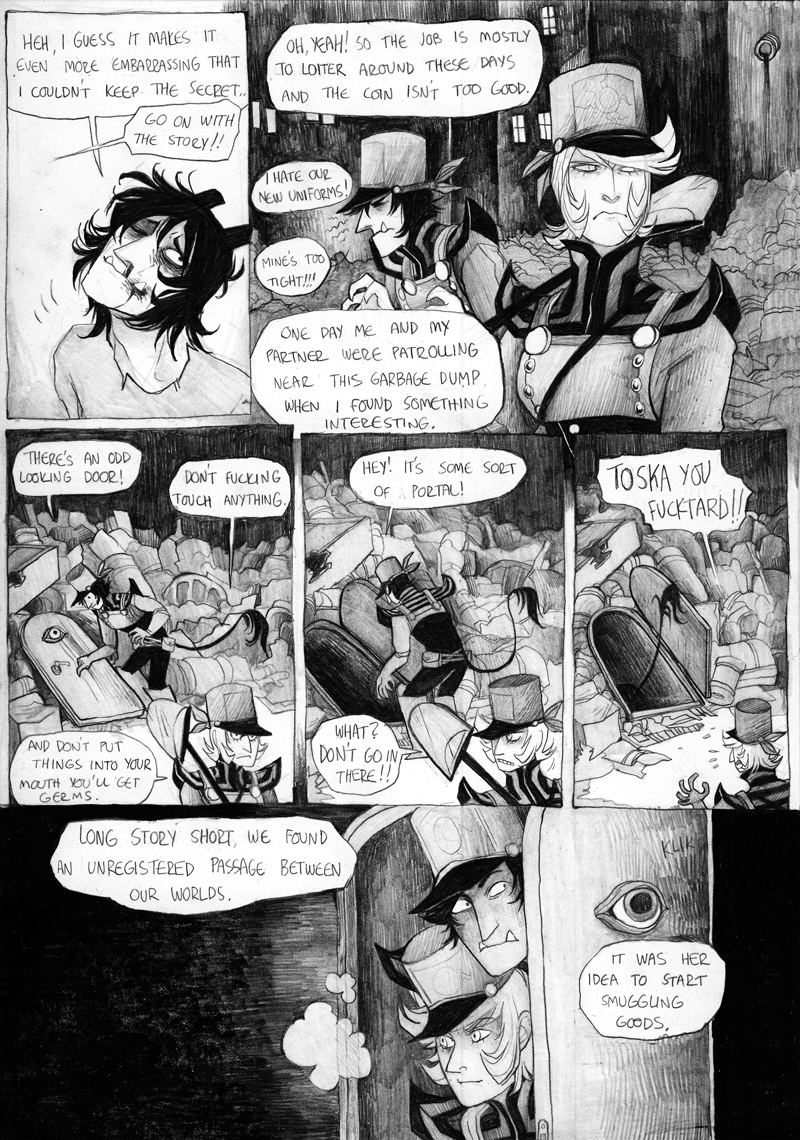 HEH, I GUESS IT MAKES IT
EVEN MORE EMBARRASSING THAT
I COULDN'T KEEP THE SECRET..
GO ON WITH
THE STORY!!
OH, YEAH! SO THE JOB IS MOSTLY
TO LOITER AROUND THESE DAYS
AND THE COIN ISN'T TOO GOOD.
I HATE OUR
NEW UNIFORMS!
MINE'S TOO
TIGHT!!!
ONE DAY ME AND MY
PARTNER WERE PATROLLING
NEAR THIS GARBAGE DUMP,
WHEN I FOUND SOMETHING
INTERESTING.
THERE'S AN ODD
LOOKING DOOR!
DON'T FUCKING
TOUCH ANYTHING.
AND DON'T PUT
THINGS INTO YOUR
MOUTH YOU'LL GET
GERMS.
HEY! IT'S SOME SORT
OF A PORTAL!
WHAT?
DON'T GO IN
THERE!!
TOSKA YOU
FUCKTARD!!
LONG STORY SHORT, WE FOUND
AN UNREGISTERED PASSAGE BETWEEN
OUR WORLDS.
KLIK
IT WAS HER
IDEA TO START
SMUGGLING
GOODS.